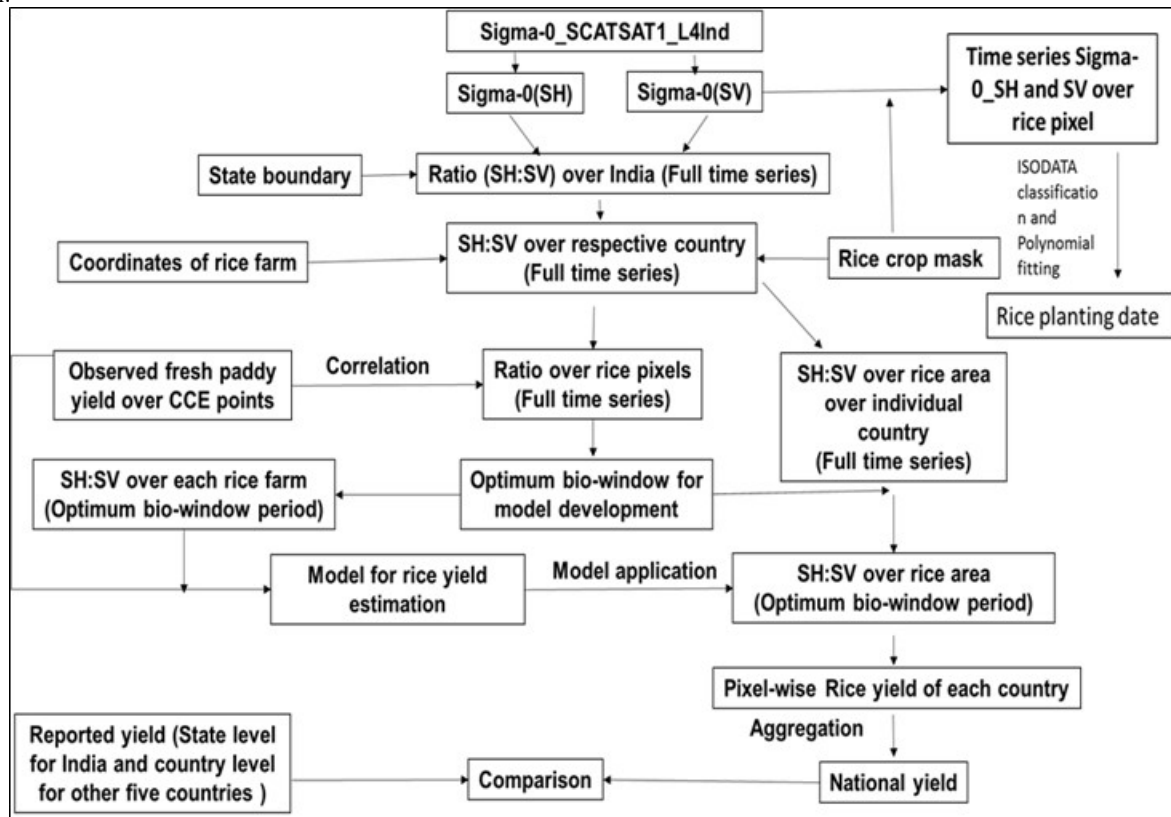 Sigma-0_SCATSAT1_L4Ind
Sigma-0(SH)
Sigma-0(SV)
Time series Sigma-
0_SH and SV over
rice pixel
State boundary
Ratio (SH:SV) over India (Full time series)
ISODATA
classificatio
n and
Polynomial
fitting
Coordinates of rice farm
SH:SV over respective country
(Full time series)
Rice crop mask
Rice planting date
Observed fresh paddy
yield over CCE points
Correlation
Ratio over rice pixels
(Full time series)
SH:SV over rice area
over individual
country
(Full time series)
SH:SV over each rice farm
(Optimum bio-window period)
Optimum bio-window for
model development
Model for rice yield
estimation
Model application
SH:SV over rice area
(Optimum bio-window period)
Pixel-wise Rice yield of each country
Aggregation
Reported yield (State level
for India and country level
for other five countries )
Comparison
National yield